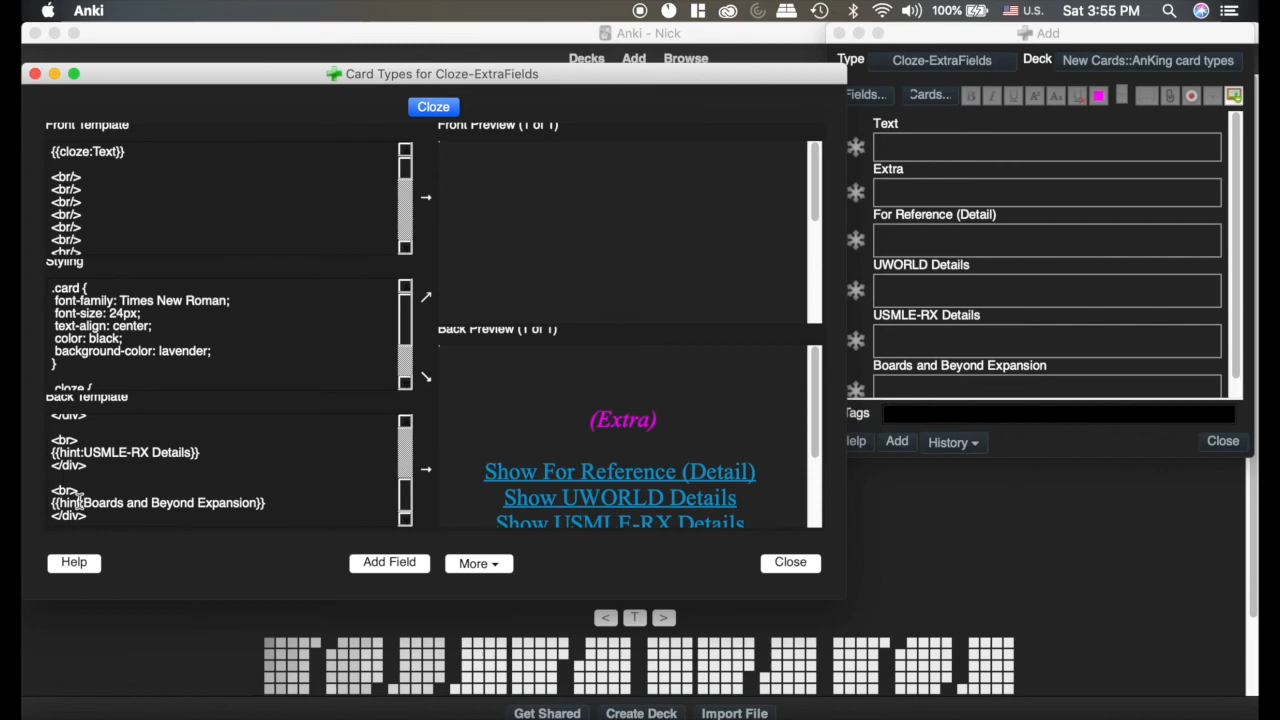 Anki
100%
U.S.
Sat 3:55 PM
Anki - Nick
Decks Add Browse
Card Types for Cloze-ExtraFields
Cloze
Front Template
{{cloze:Text}}
<br/>
<br/>
<br/>
<br/>
<br/>
<br/>
<br/>
Styling
.card {
font-family: Times New Roman;
font-size: 24px;
text-align: center;
color: black;
background-color: lavender;
}
.cloze {
Back Template
</div>
<br>
{{hint:USMLE-RX Details}}
</div>
<br>
{{hint:Boards and Beyond Expansion}}
</div>
Front Preview (1 of 1)
Back Preview (1 of 1)
(Extra)
Show For Reference (Detail)
Show UWORLD Details
Show USMLE-RX Details
Help
Add Field
More
Close
Add
Type
Cloze-ExtraFields
Deck
New Cards::AnKing card types
Fields...
Cards...
Text
Extra
For Reference (Detail)
UWORLD Details
USMLE-RX Details
Boards and Beyond Expansion
Tags
Help
Add
History
Close
< T >
Get Shared
Create Deck
Import File